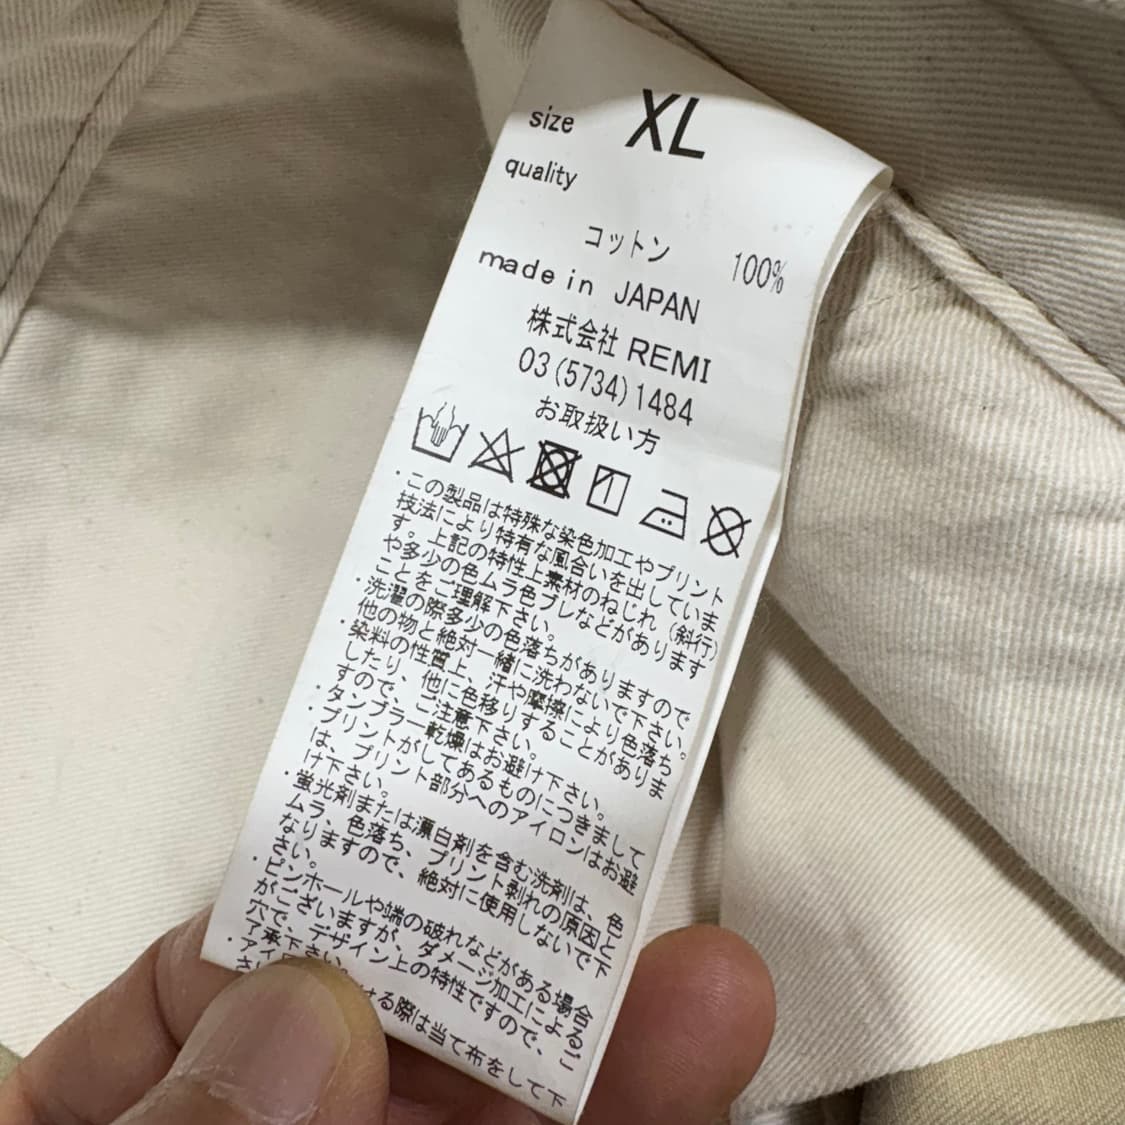 size XL
quality
コットン 100%
made in JAPAN
株式会社 REMI
03(5734)1484
お取扱い方
・この製品は特殊な染色加工やプリント
技法により特有な風合いを出していま
す。上記の特性上素材のねじれ(斜行)
や多少の色ムラ色ブレなどがあります
ことをご理解下さい。
・洗濯の際多少の色落ちがありますので
他の物と絶対一緒に洗わないで下さい。
・染料の性質上、汗や摩擦により色落ち
したり、他に色移りすることがありま
すので、ご注意下さい。
・タンブラー乾燥はお避け下さい。
・プリントがしてあるものにつきまして
は、プリント部分へのアイロンはお避
け下さい。
・蛍光剤または漂白剤を含む洗剤は、色
ムラ、色落ち、プリント剥れの原因と
なりますので、絶対に使用しないで下
さい。
・ピンホールや端の破れなどがある場合
がございますが、ダメージ加工によるご
穴で、デザイン上の特性ですので、ご
了承下さい。
・アイ ける際は当て布をして下
さ